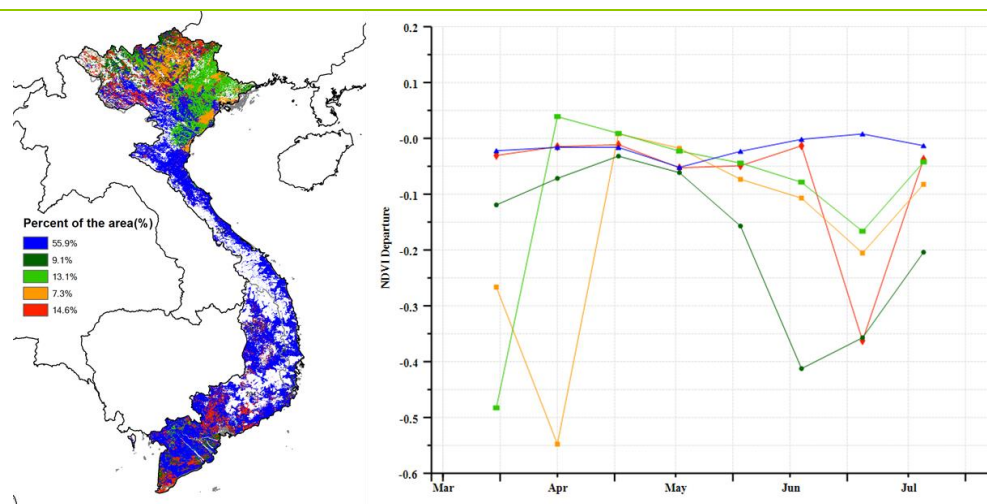 Percent of the area(%)
55.9%
9.1%
13.1%
7.3%
14.6%
0.2
0.1
-0.0
-0.1
-0.2
-0.3
-0.4
-0.5
-0.6
NDVI Departure
Mar
Apr
May
Jun
Jul